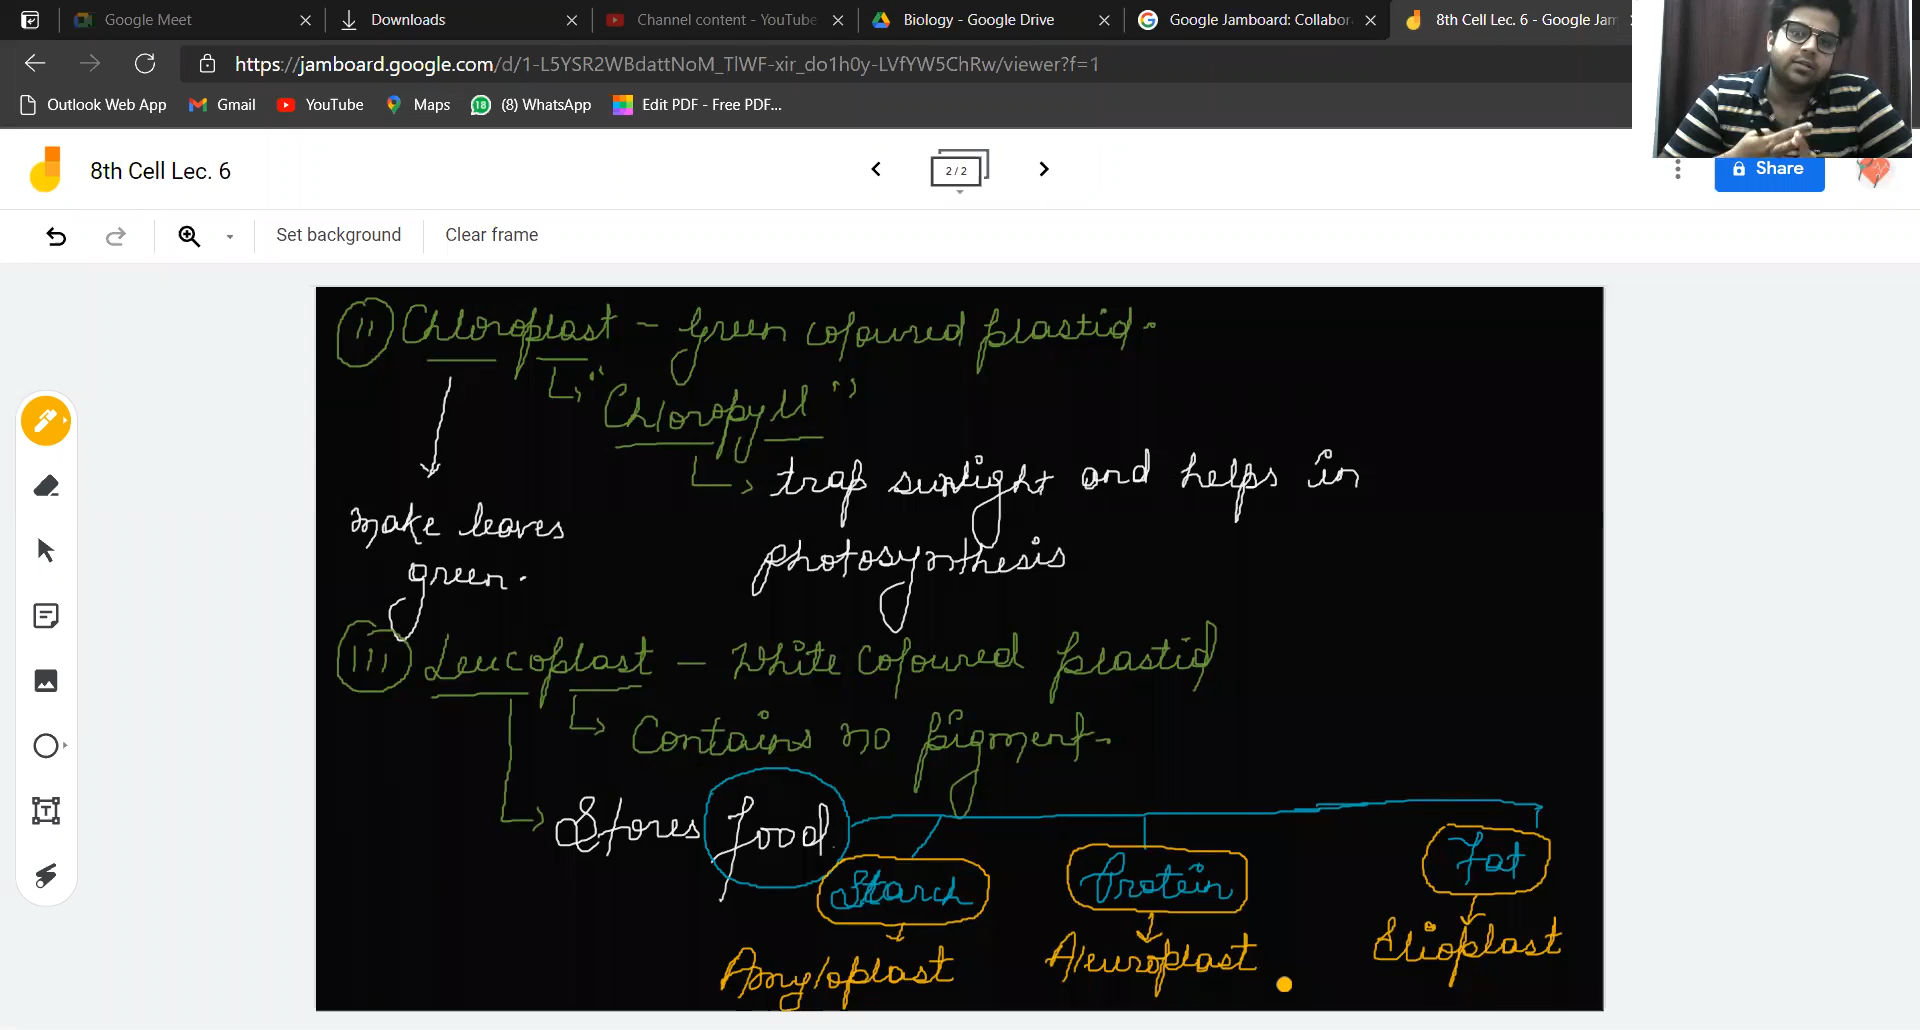 Google Meet
Downloads
Channel content - YouTube
Biology - Google Drive
Google Jamboard: Collabor
8th Cell Lec. 6 - Google Jam
https://jamboard.google.com/d/1-L5YSR2WBdattNoM_TlWF-xir_do1h0y-LVfYW5ChRw/viewer?f=1
Outlook Web App
Gmail
YouTube
Maps
18
(8) WhatsApp
Edit PDF - Free PDF...
8th Cell Lec. 6
2 / 2
Share
Set background
Clear frame
II Chloroplast - green coloured plastid.
"Chloropyll"
trap sunlight and helps in
photosynthesis
make leaves
green.
III Leucoplast - White coloured plastid
Contains no pigment.
Stores food
Starch Protein Fat
Amyloplast Aleuroplast Elioplast